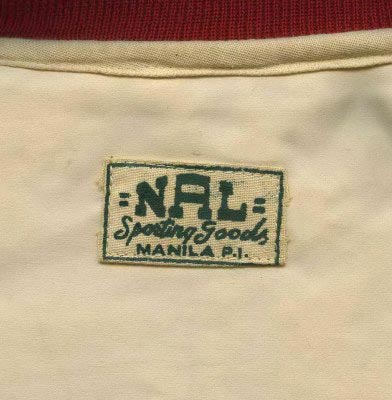 =NAL=
Sporting Goods
MANILA P.I.